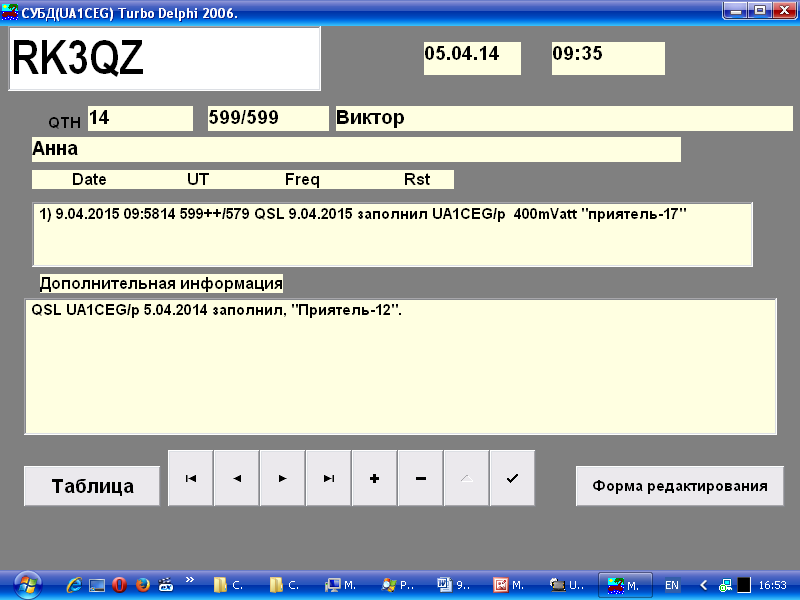 СУБД(UA1CEG) Turbo Delphi 2006.
RK3QZ
05.04.14 09:35
QTH 14 599/599 Виктор
Анна
Date UT Freq Rst
1) 9.04.2015 09:5814 599++/579 QSL 9.04.2015 заполнил UA1CEG/p 400mVatt "приятель-17"
Дополнительная информация
QSL UA1CEG/p 5.04.2014 заполнил, "Приятель-12".
Таблица
Форма редактирования
С. С. М. Р.. 9.. М. U.. М. EN 16:53